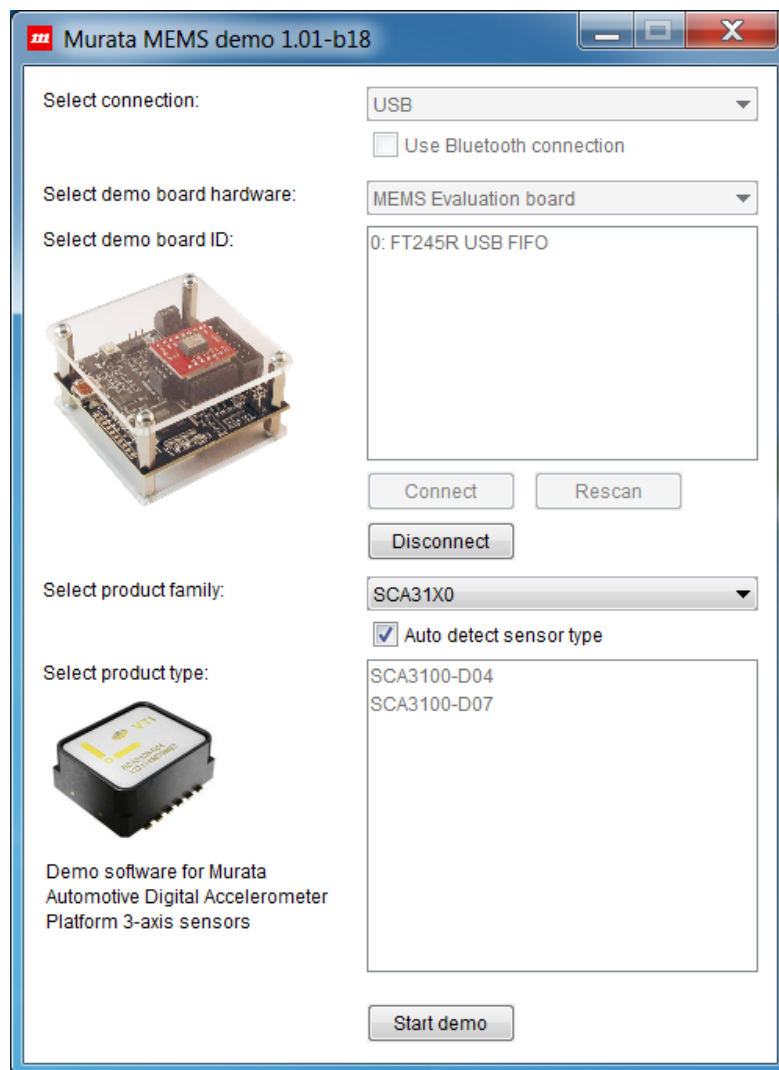 Murata MEMS demo 1.01-b18
Select connection:
USB
Use Bluetooth connection
Select demo board hardware:
MEMS Evaluation board
Select demo board ID:
0: FT245R USB FIFO
Connect
Rescan
Disconnect
Select product family:
SCA31X0
Auto detect sensor type
Select product type:
SCA3100-D04
SCA3100-D07
VTI
Demo software for Murata
Automotive Digital Accelerometer
Platform 3-axis sensors
Start demo